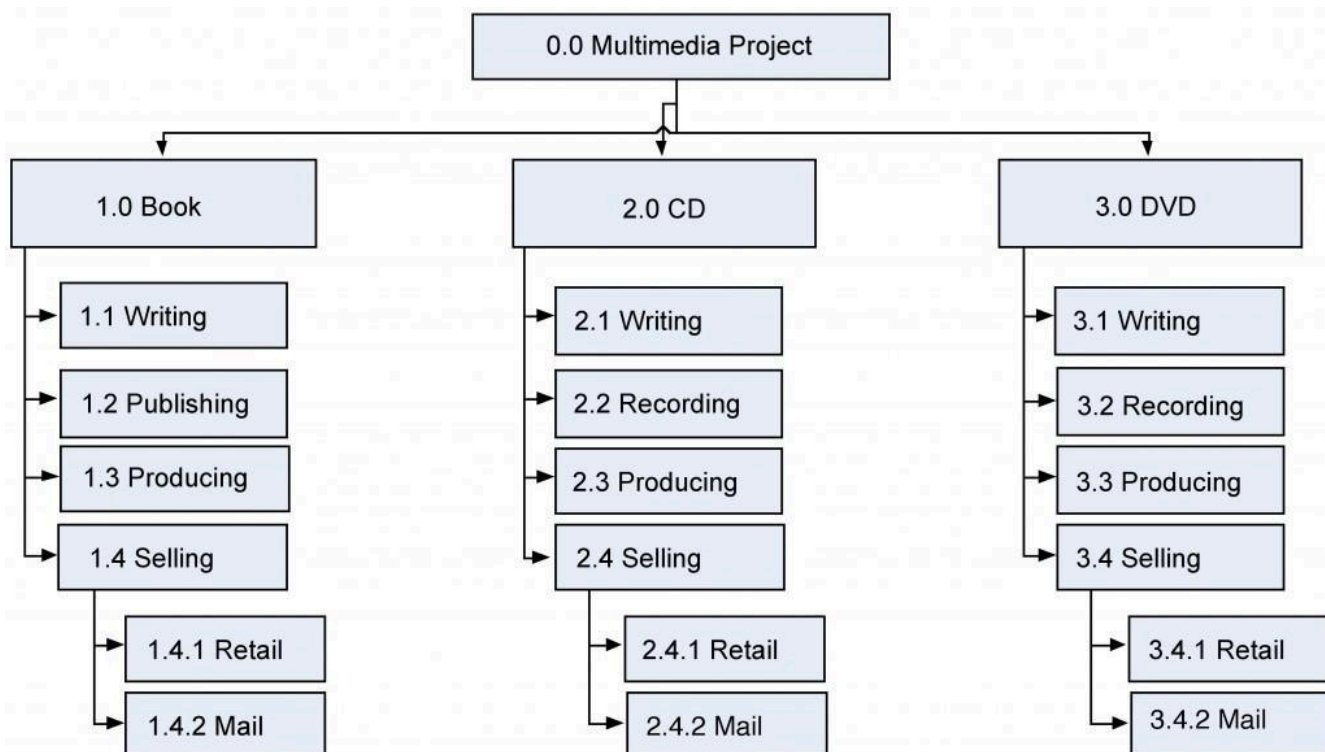 0.0 Multimedia Project
1.0 Book
2.0 CD
3.0 DVD
1.1 Writing
2.1 Writing
3.1 Writing
1.2 Publishing
2.2 Recording
3.2 Recording
1.3 Producing
2.3 Producing
3.3 Producing
1.4 Selling
2.4 Selling
3.4 Selling
1.4.1 Retail
2.4.1 Retail
3.4.1 Retail
1.4.2 Mail
2.4.2 Mail
3.4.2 Mail